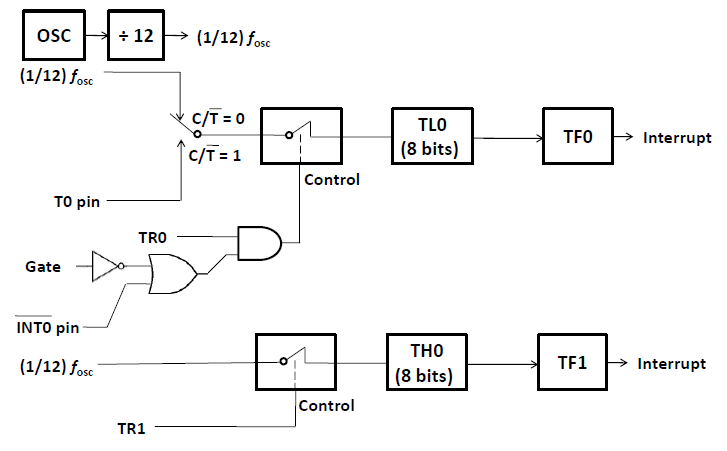 OSC
÷ 12
(1/12) fosc
(1/12) fosc
C/T̅ = 0
C/T̅ = 1
T0 pin
Control
TL0
(8 bits)
TF0
Interrupt
TR0
Gate
I̅N̅T̅0̅ pin
(1/12) fosc
Control
TR1
TH0
(8 bits)
TF1
Interrupt